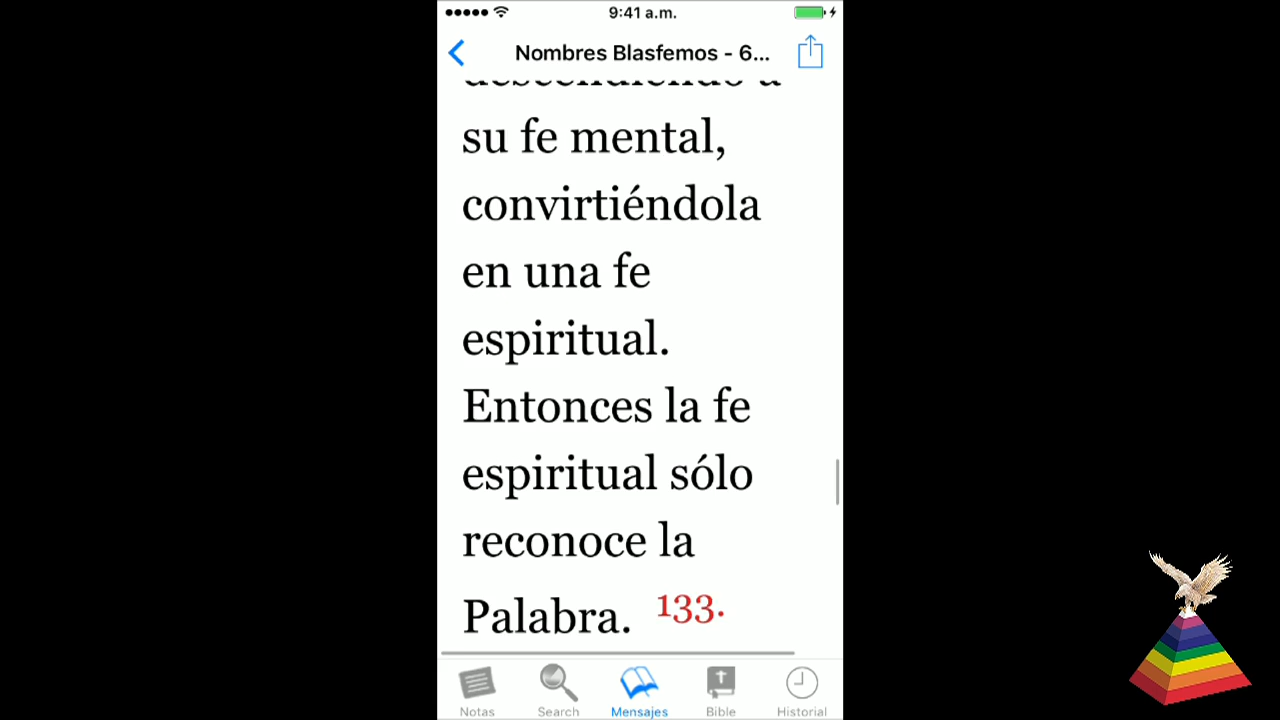 9:41 a.m.
Nombres Blasfemos - 6...
su fe mental,
convirtiéndola
en una fe
espiritual.
Entonces la fe
espiritual sólo
reconoce la
Palabra. 133.
Notas Search Mensajes Bible Historial